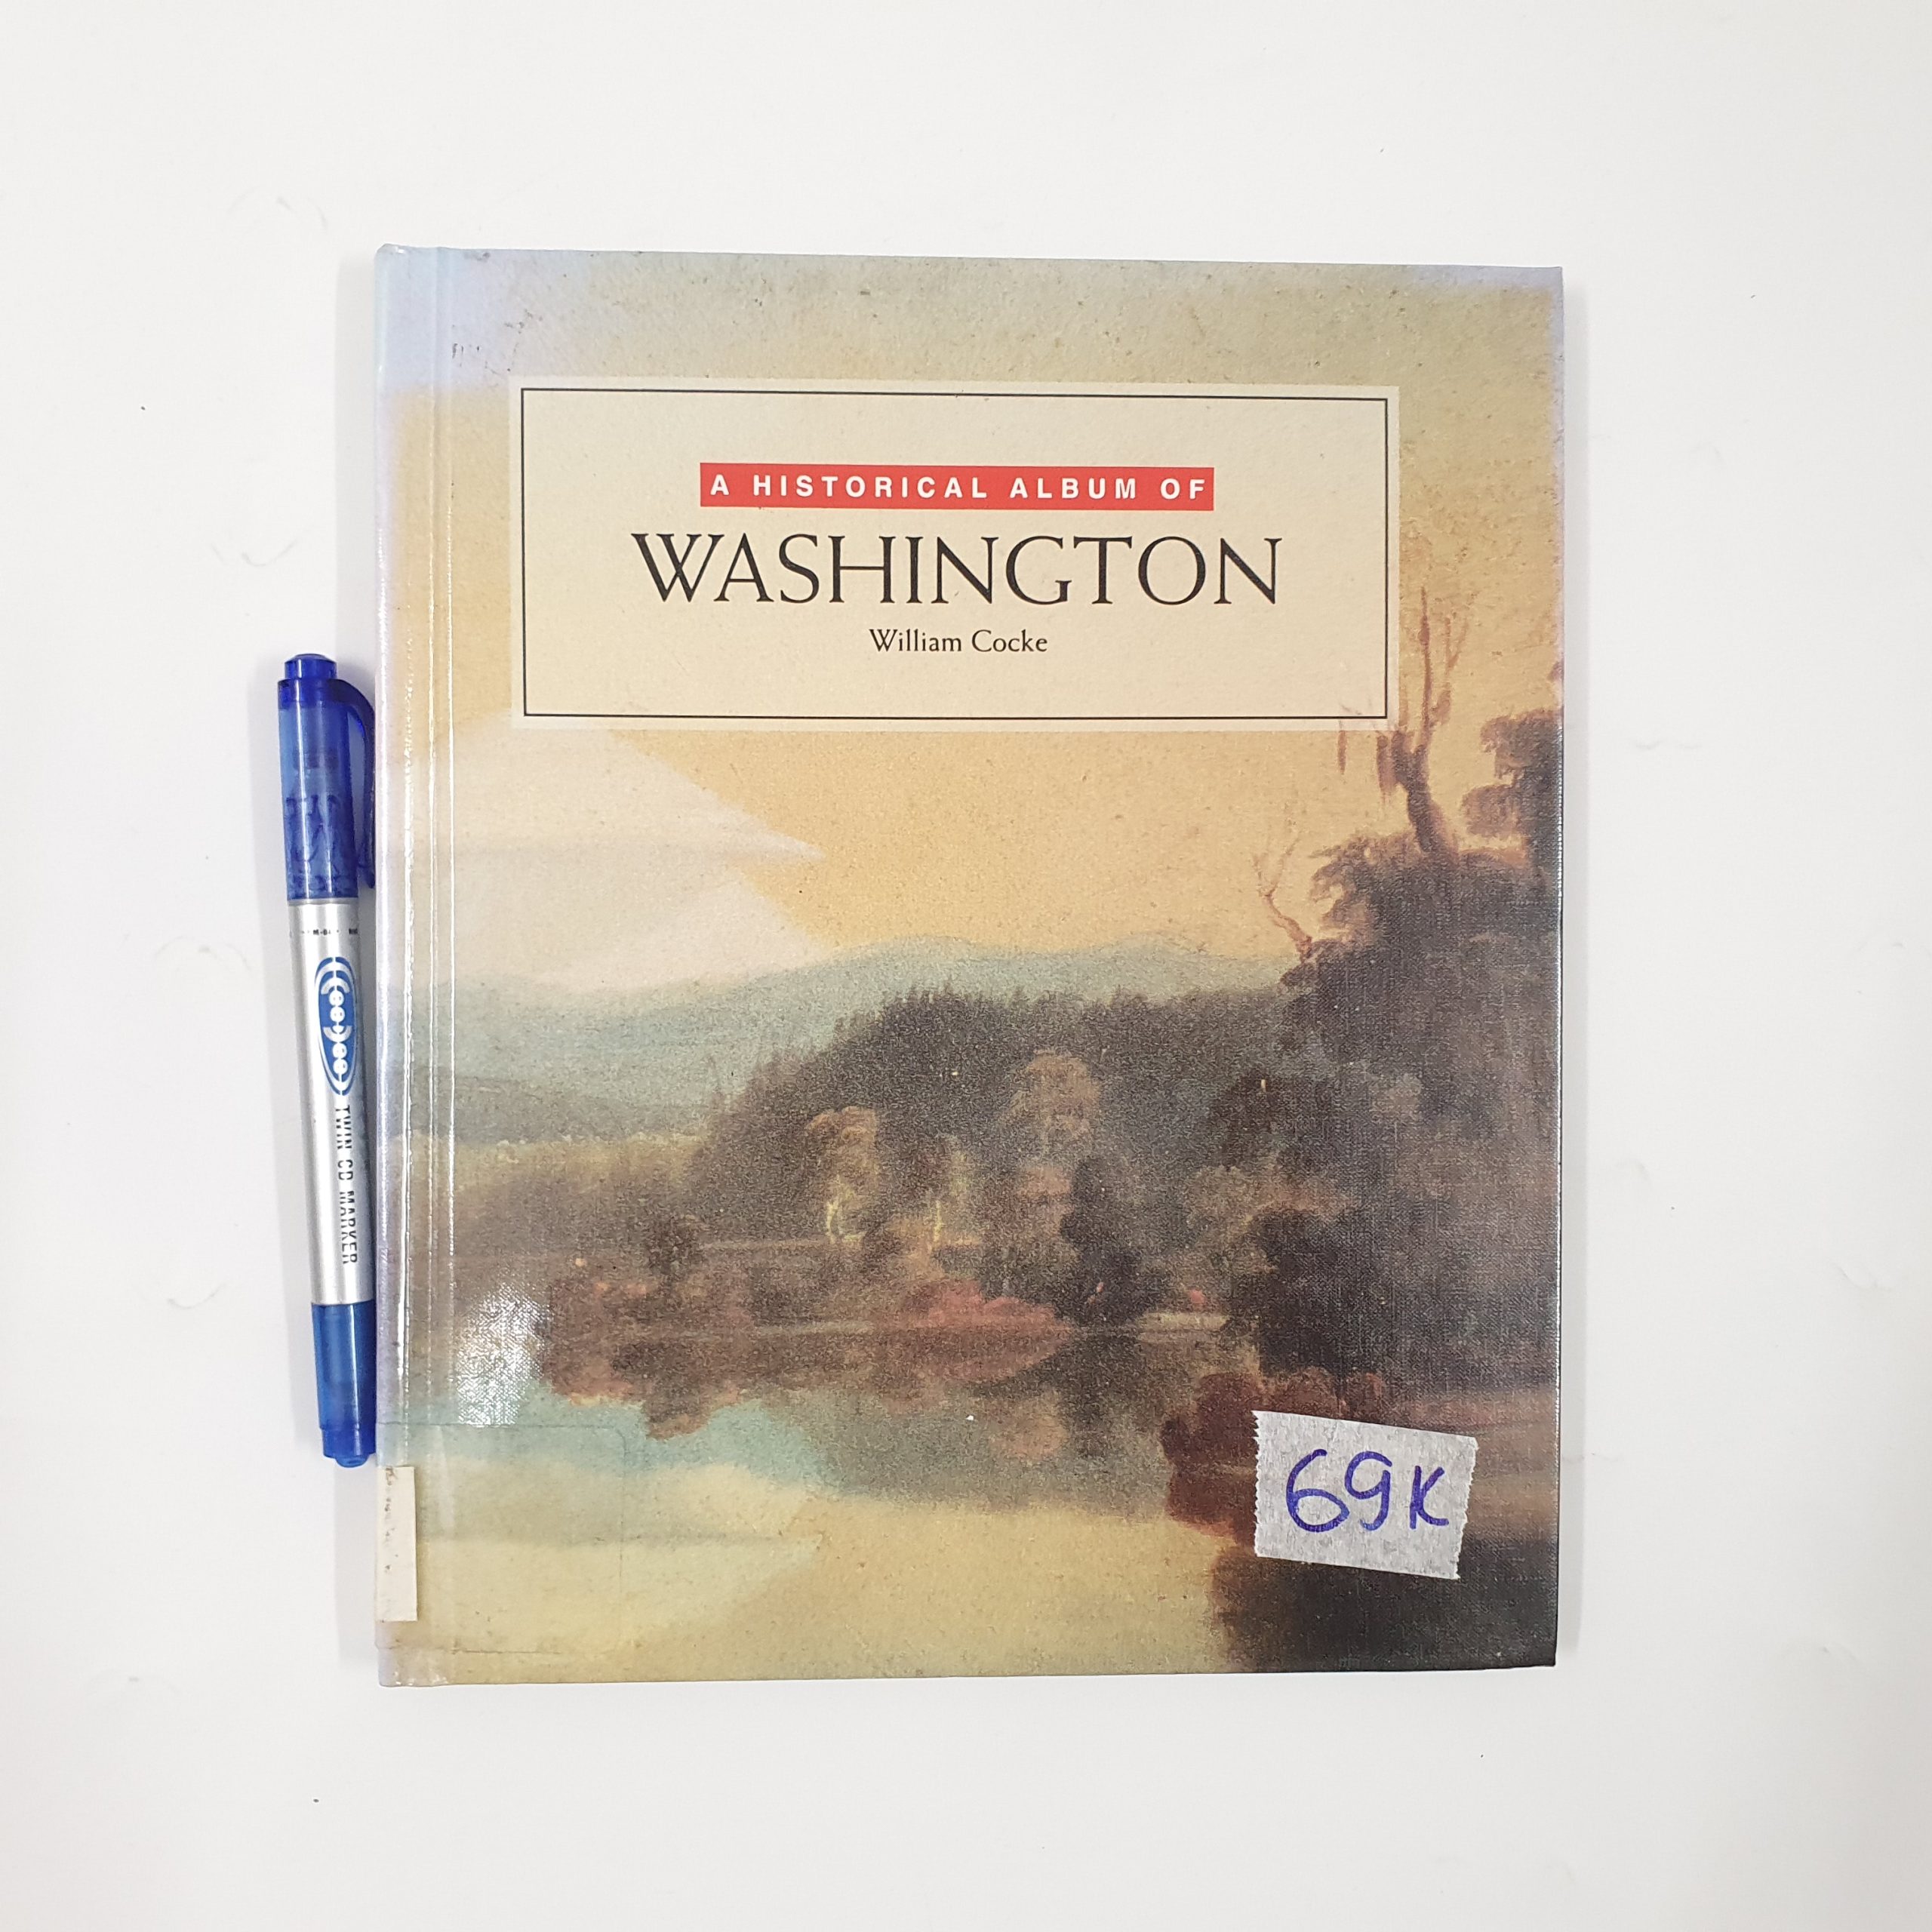 A HISTORICAL ALBUM OF
WASHINGTON
William Cocke
TWIN CD MARKER
69K